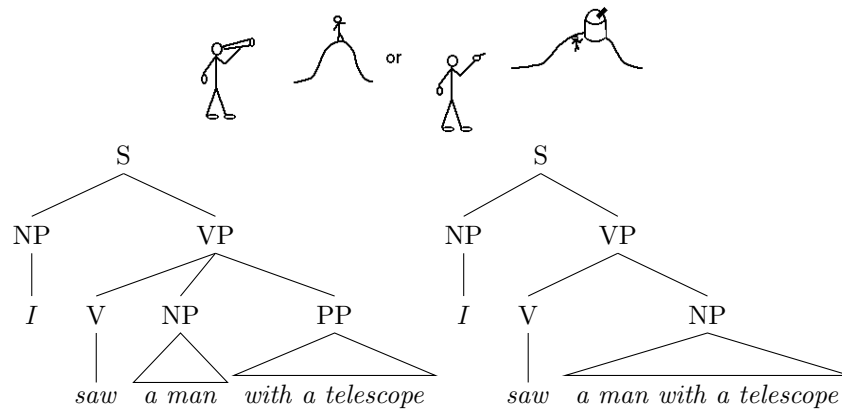 or
S S
NP VP NP VP
I V NP PP I V NP
saw a man with a telescope saw a man with a telescope